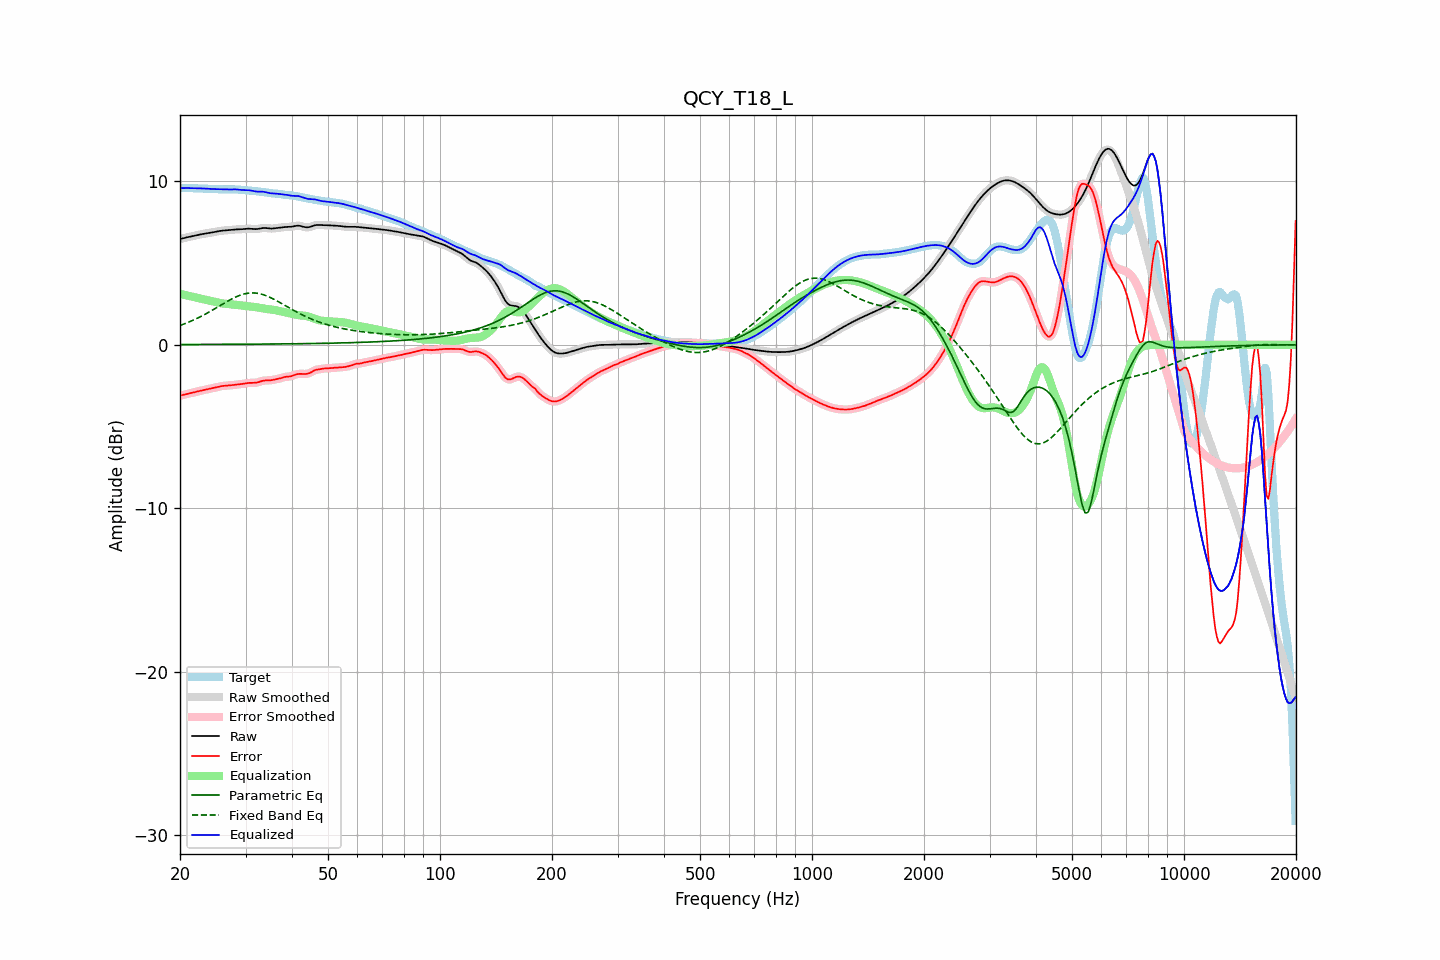 QCY_T18_L
Amplitude (dBr)
10
0
−10
−20
−30
Target
Raw Smoothed
Error Smoothed
Raw
Error
Equalization
Parametric Eq
Fixed Band Eq
Equalized
20 50 100 200 500 1000 2000 5000 10000 20000
Frequency (Hz)